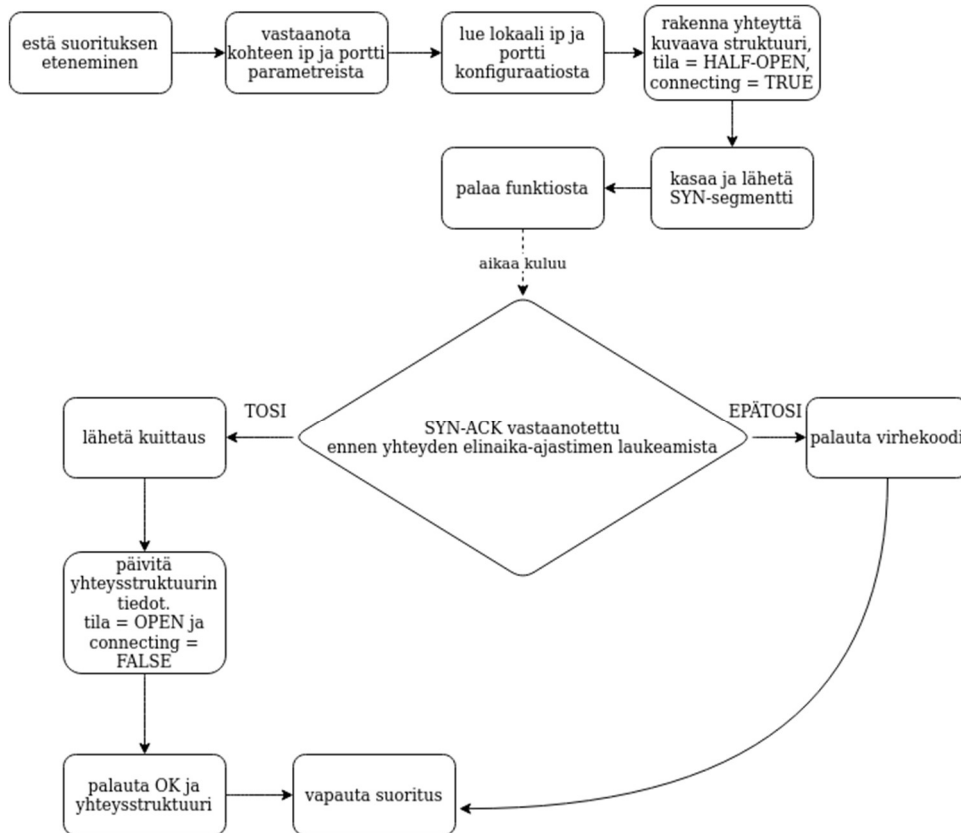 estä suorituksen
eteneminen
vastaanota
kohteen ip ja portti
parametreista
lue lokaali ip ja
portti
konfiguraatiosta
rakenna yhteyttä
kuvaava struktuuri,
tila = HALF-OPEN,
connecting = TRUE
kasaa ja lähetä
SYN-segmentti
palaa funktiosta
aikaa kuluu
SYN-ACK vastaanotettu
ennen yhteyden elinaika-ajastimen laukeamista
TOSI
EPÄTOSI
lähetä kuittaus
palauta virhekoodi
päivitä
yhteysstruktuurin
tiedot.
tila = OPEN ja
connecting =
FALSE
palauta OK ja
yhteysstruktuuri
vapauta suoritus